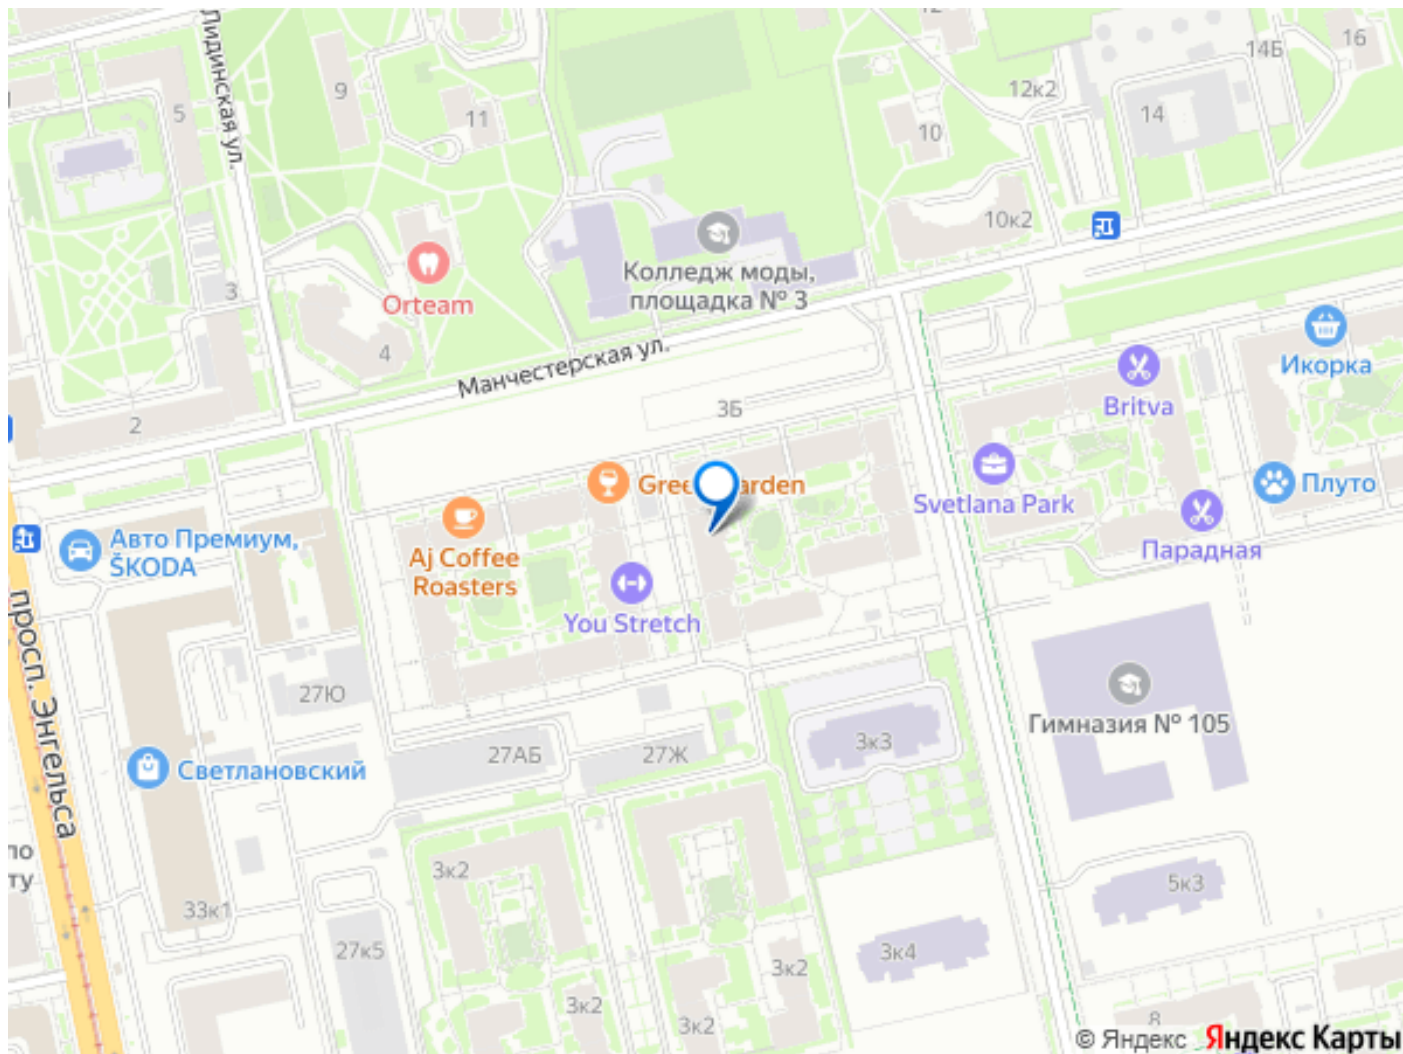 12
16
14Б
Лидинская ул.
9
12к2
5
11
14
10
10к2
Колледж моды,
площадка № 3
3
Orteam
4
Манчестерская ул.
Икорка
3Б
Britva
2
Плуто
Svetlana Park
Aj Coffee
Roasters
Авто Премиум,
ŠKODA
Парадная
You Stretch
просп. Энгельса
27Ю
Гимназия № 105
3к3
27АБ
27Ж
Светлановский
по
ту
3к2
5к3
33к1
27к5
3к4
3к2
3к2
3к2
8
© Яндекс Яндекс Карты